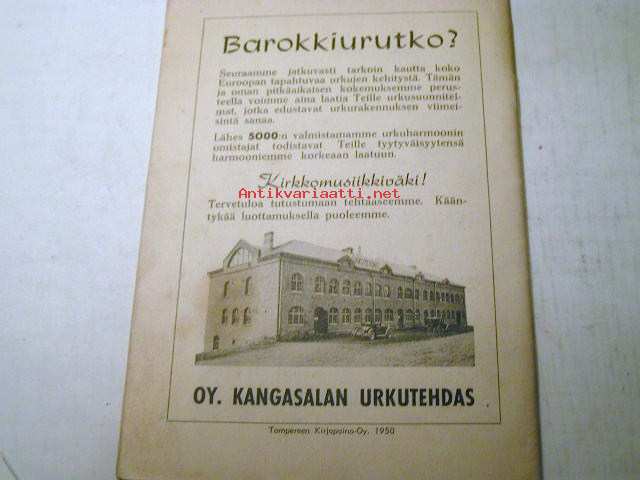 Barokkiurutko?
Seuraamme jatkuvasti tarkoin kautta koko
Euroopan tapahtuvaa urkujen kehitystä. Tämän
ja oman pitkäaikaisen kokemuksemme perus-
teella voimme aina laatia Teille urkusuunnitel-
mat, jotka edustavat urkurakennuksen viimei-
sintä sanaa.
Lähes 5000:n valmistamamme urkuharmoonin
omistajat todistavat Teille tyytyväisyytensä
harmooniemme korkeaan laatuun.
Kirkkomusiikkiväki!
Antikvariaatti.net
Tervetuloa tutustumaan tehtaaseemme. Kään-
tykää luottamuksella puoleemme.
OY. KANGASALAN URKUTEHDAS
Tampereen Kirjapaino-Oy. 1950